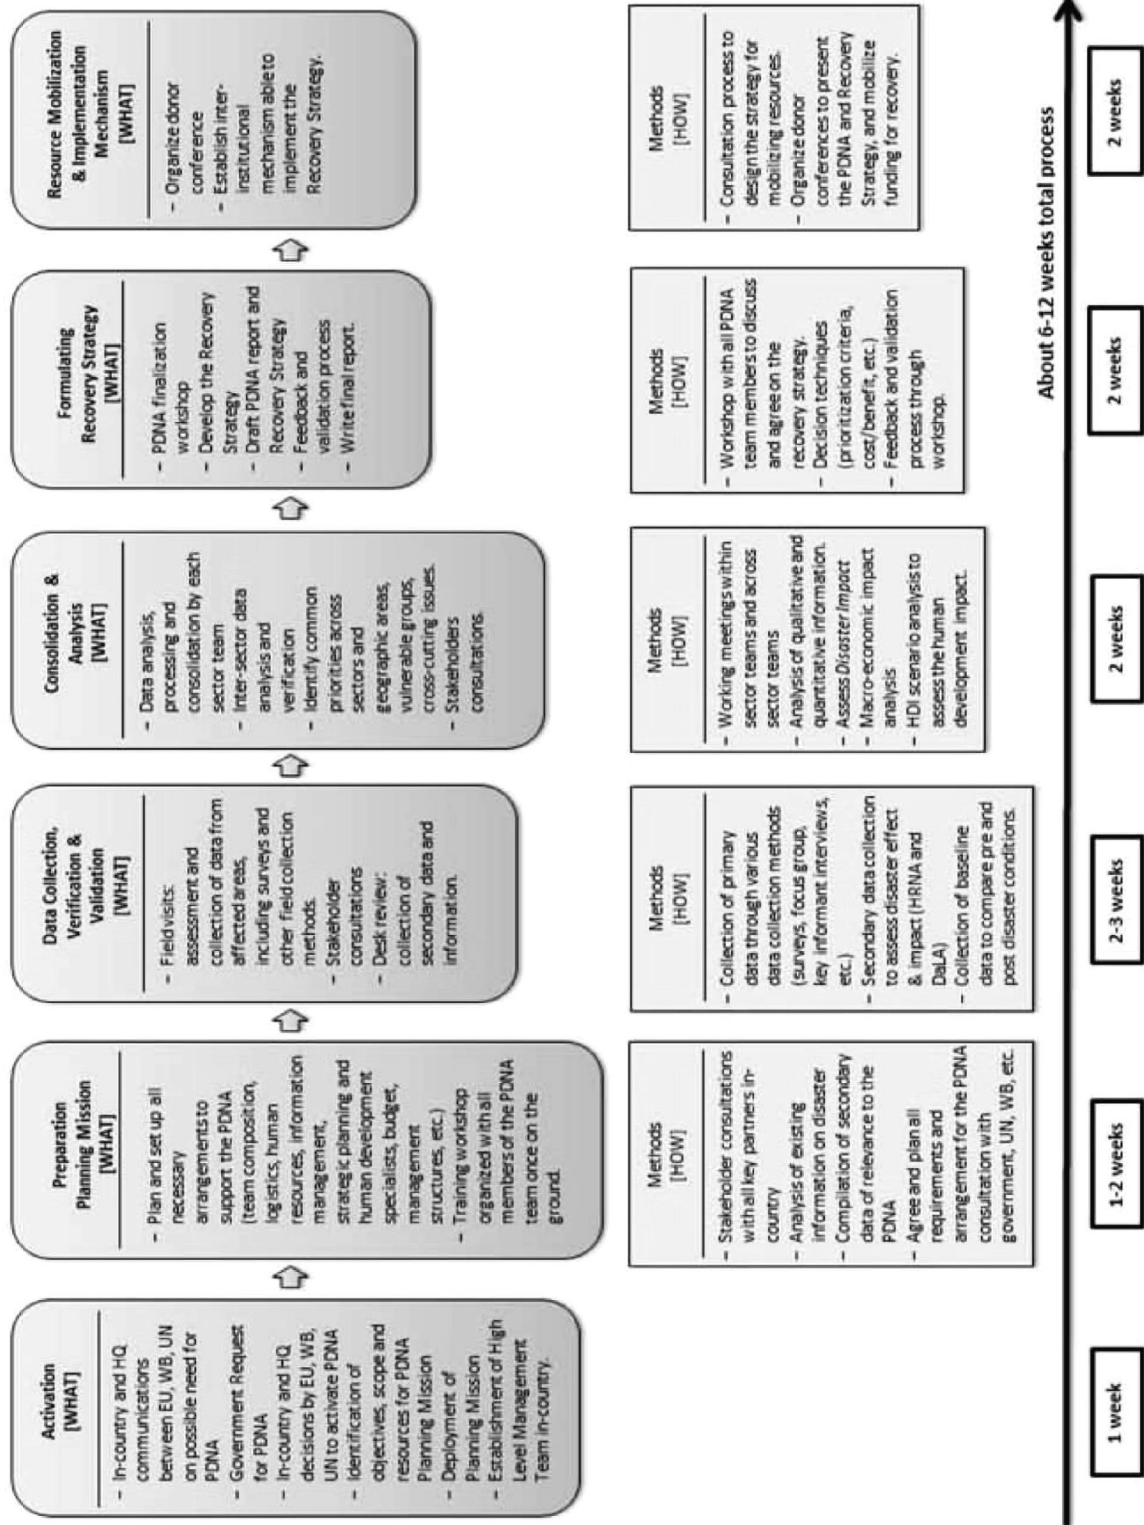 Activation
[WHAT]
– In-country and HQ
communications
between EU, WB, UN
on possible need for
PDNA
– Government Request
for PDNA
– In-country and HQ
decisions by EU, WB,
UN to activate PDNA
– Identification of
objectives, scope and
resources for PDNA
Planning Mission
– Deployment of
Planning Mission
– Establishment of High
Level Management
Team in-country.
Preparation
Planning Mission
[WHAT]
– Plan and set up all
necessary
arrangements to
support the PDNA
(team composition,
logistics, human
resources, information
management,
strategic planning and
human development
specialists, budget,
management
structures, etc.)
– Training workshop
organized with all
members of the PDNA
team once on the
ground.
Data Collection,
Verification &
Validation
[WHAT]
– Field visits:
assessment and
collection of data from
affected areas,
including surveys and
other field collection
methods.
– Stakeholder
consultations
– Desk review:
collection of
secondary data and
information.
Consolidation &
Analysis
[WHAT]
– Data analysis,
processing and
consolidation by each
sector team
– Inter-sector data
analysis and
verification
– Identify common
priorities across
sectors and
geographic areas,
vulnerable groups,
cross-cutting issues.
– Stakeholders
consultations.
Formulating
Recovery Strategy
[WHAT]
– PDNA finalization
workshop
– Develop the Recovery
Strategy
– Draft PDNA report and
Recovery Strategy
– Feedback and
validation process
– Write final report.
Resource Mobilization
& Implementation
Mechanism
[WHAT]
– Organize donor
conference
– Establish inter-
institutional
mechanism able to
implement the
Recovery Strategy.
Methods
[HOW]
– Stakeholder consultations
with all key partners in-
country
– Analysis of existing
information on disaster
– Compilation of secondary
data of relevance to the
PDNA
– Agree and plan all
requirements and
arrangement for the PDNA
consultation with
government, UN, WB, etc.
Methods
[HOW]
– Collection of primary
data through various
data collection methods
(surveys, focus group,
key informant interviews,
etc.)
– Secondary data collection
to assess disaster effect
& impact (HRNA and
DaLA)
– Collection of baseline
data to compare pre and
post disaster conditions.
Methods
[HOW]
– Working meetings within
sector teams and across
sector teams
– Analysis of qualitative and
quantitative information.
– Assess Disaster Impact
– Macro-economic impact
analysis
– HDI scenario analysis to
assess the human
development impact.
Methods
[HOW]
– Workshop with all PDNA
team members to discuss
and agree on the
recovery strategy.
– Decision techniques
(prioritization criteria,
cost/benefit, etc.)
– Feedback and validation
process through
workshop.
Methods
[HOW]
– Consultation process to
design the strategy for
mobilizing resources.
– Organize donor
conferences to present
the PDNA and Recovery
Strategy, and mobilize
funding for recovery.
About 6-12 weeks total process
1 week
1-2 weeks
2-3 weeks
2 weeks
2 weeks
2 weeks